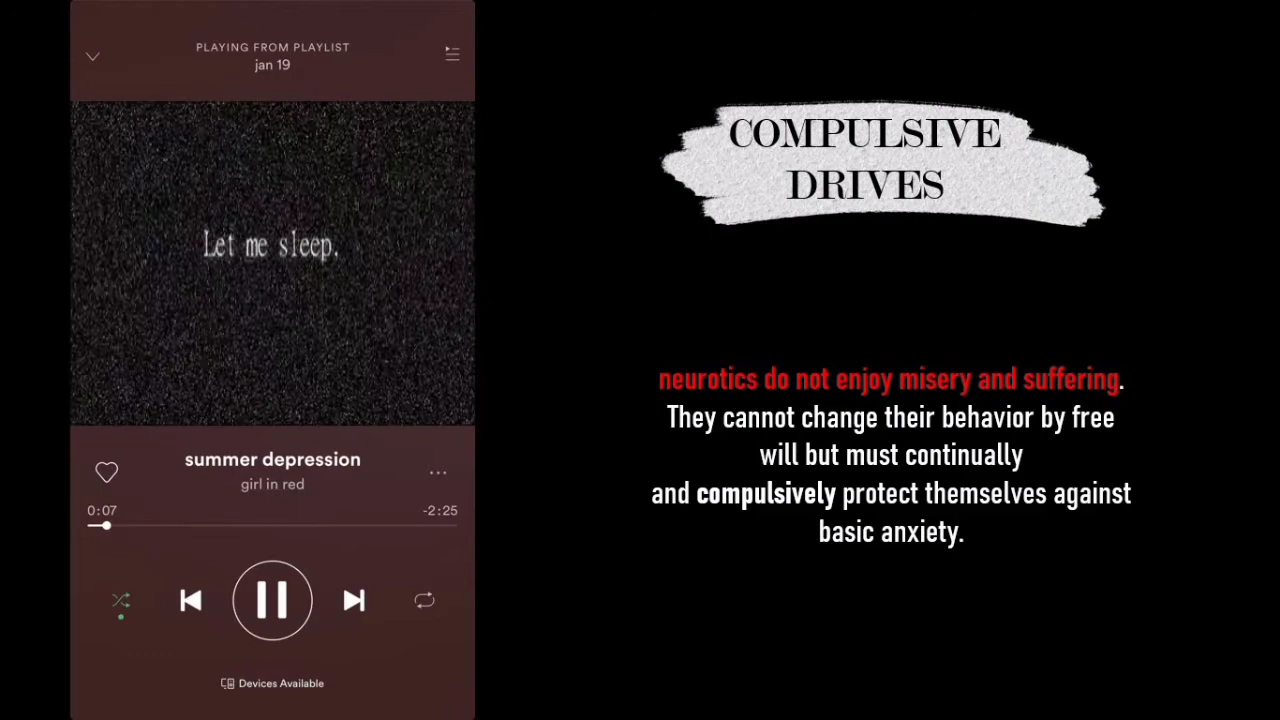 PLAYING FROM PLAYLIST
jan 19
Let me sleep.
summer depression
girl in red
0:07
-2:25
Devices Available
COMPULSIVE
DRIVES
neurotics do not enjoy misery and suffering.
They cannot change their behavior by free
will but must continually
and compulsively protect themselves against
basic anxiety.